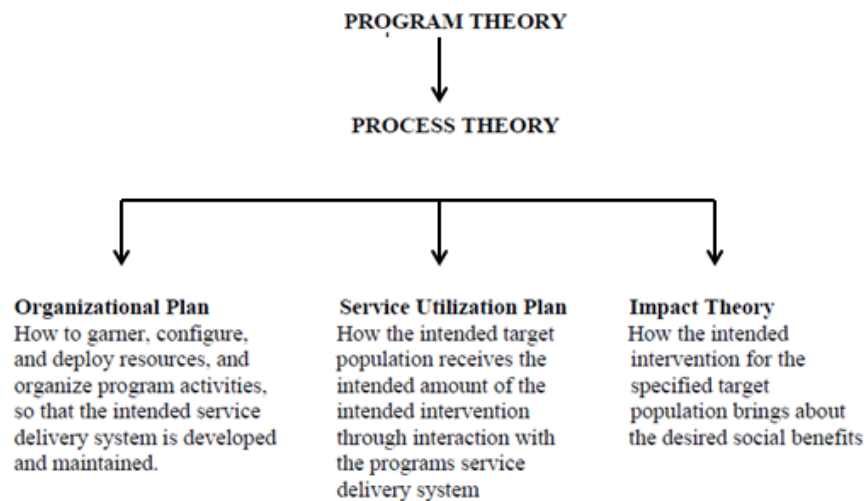 PROGRAM THEORY
PROCESS THEORY
Organizational Plan
How to garner, configure,
and deploy resources, and
organize program activities,
so that the intended service
delivery system is developed
and maintained.
Service Utilization Plan
How the intended target
population receives the
intended amount of the
intended intervention
through interaction with
the programs service
delivery system
Impact Theory
How the intended
intervention for the
specified target
population brings about
the desired social benefits